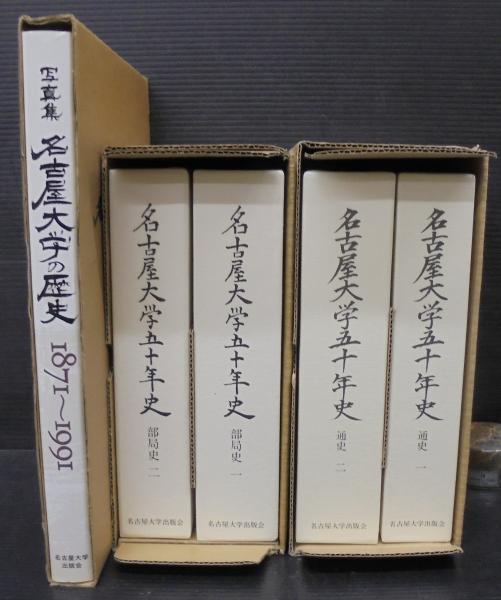 写真集
名古屋大学の歴史
1871〜1991
名古屋大学
出版会
名古屋大学五十年史
部局史 二
名古屋大学出版会
名古屋大学五十年史
部局史 一
名古屋大学出版会
名古屋大学五十年史
通史 二
名古屋大学出版会
名古屋大学五十年史
通史 一
名古屋大学出版会